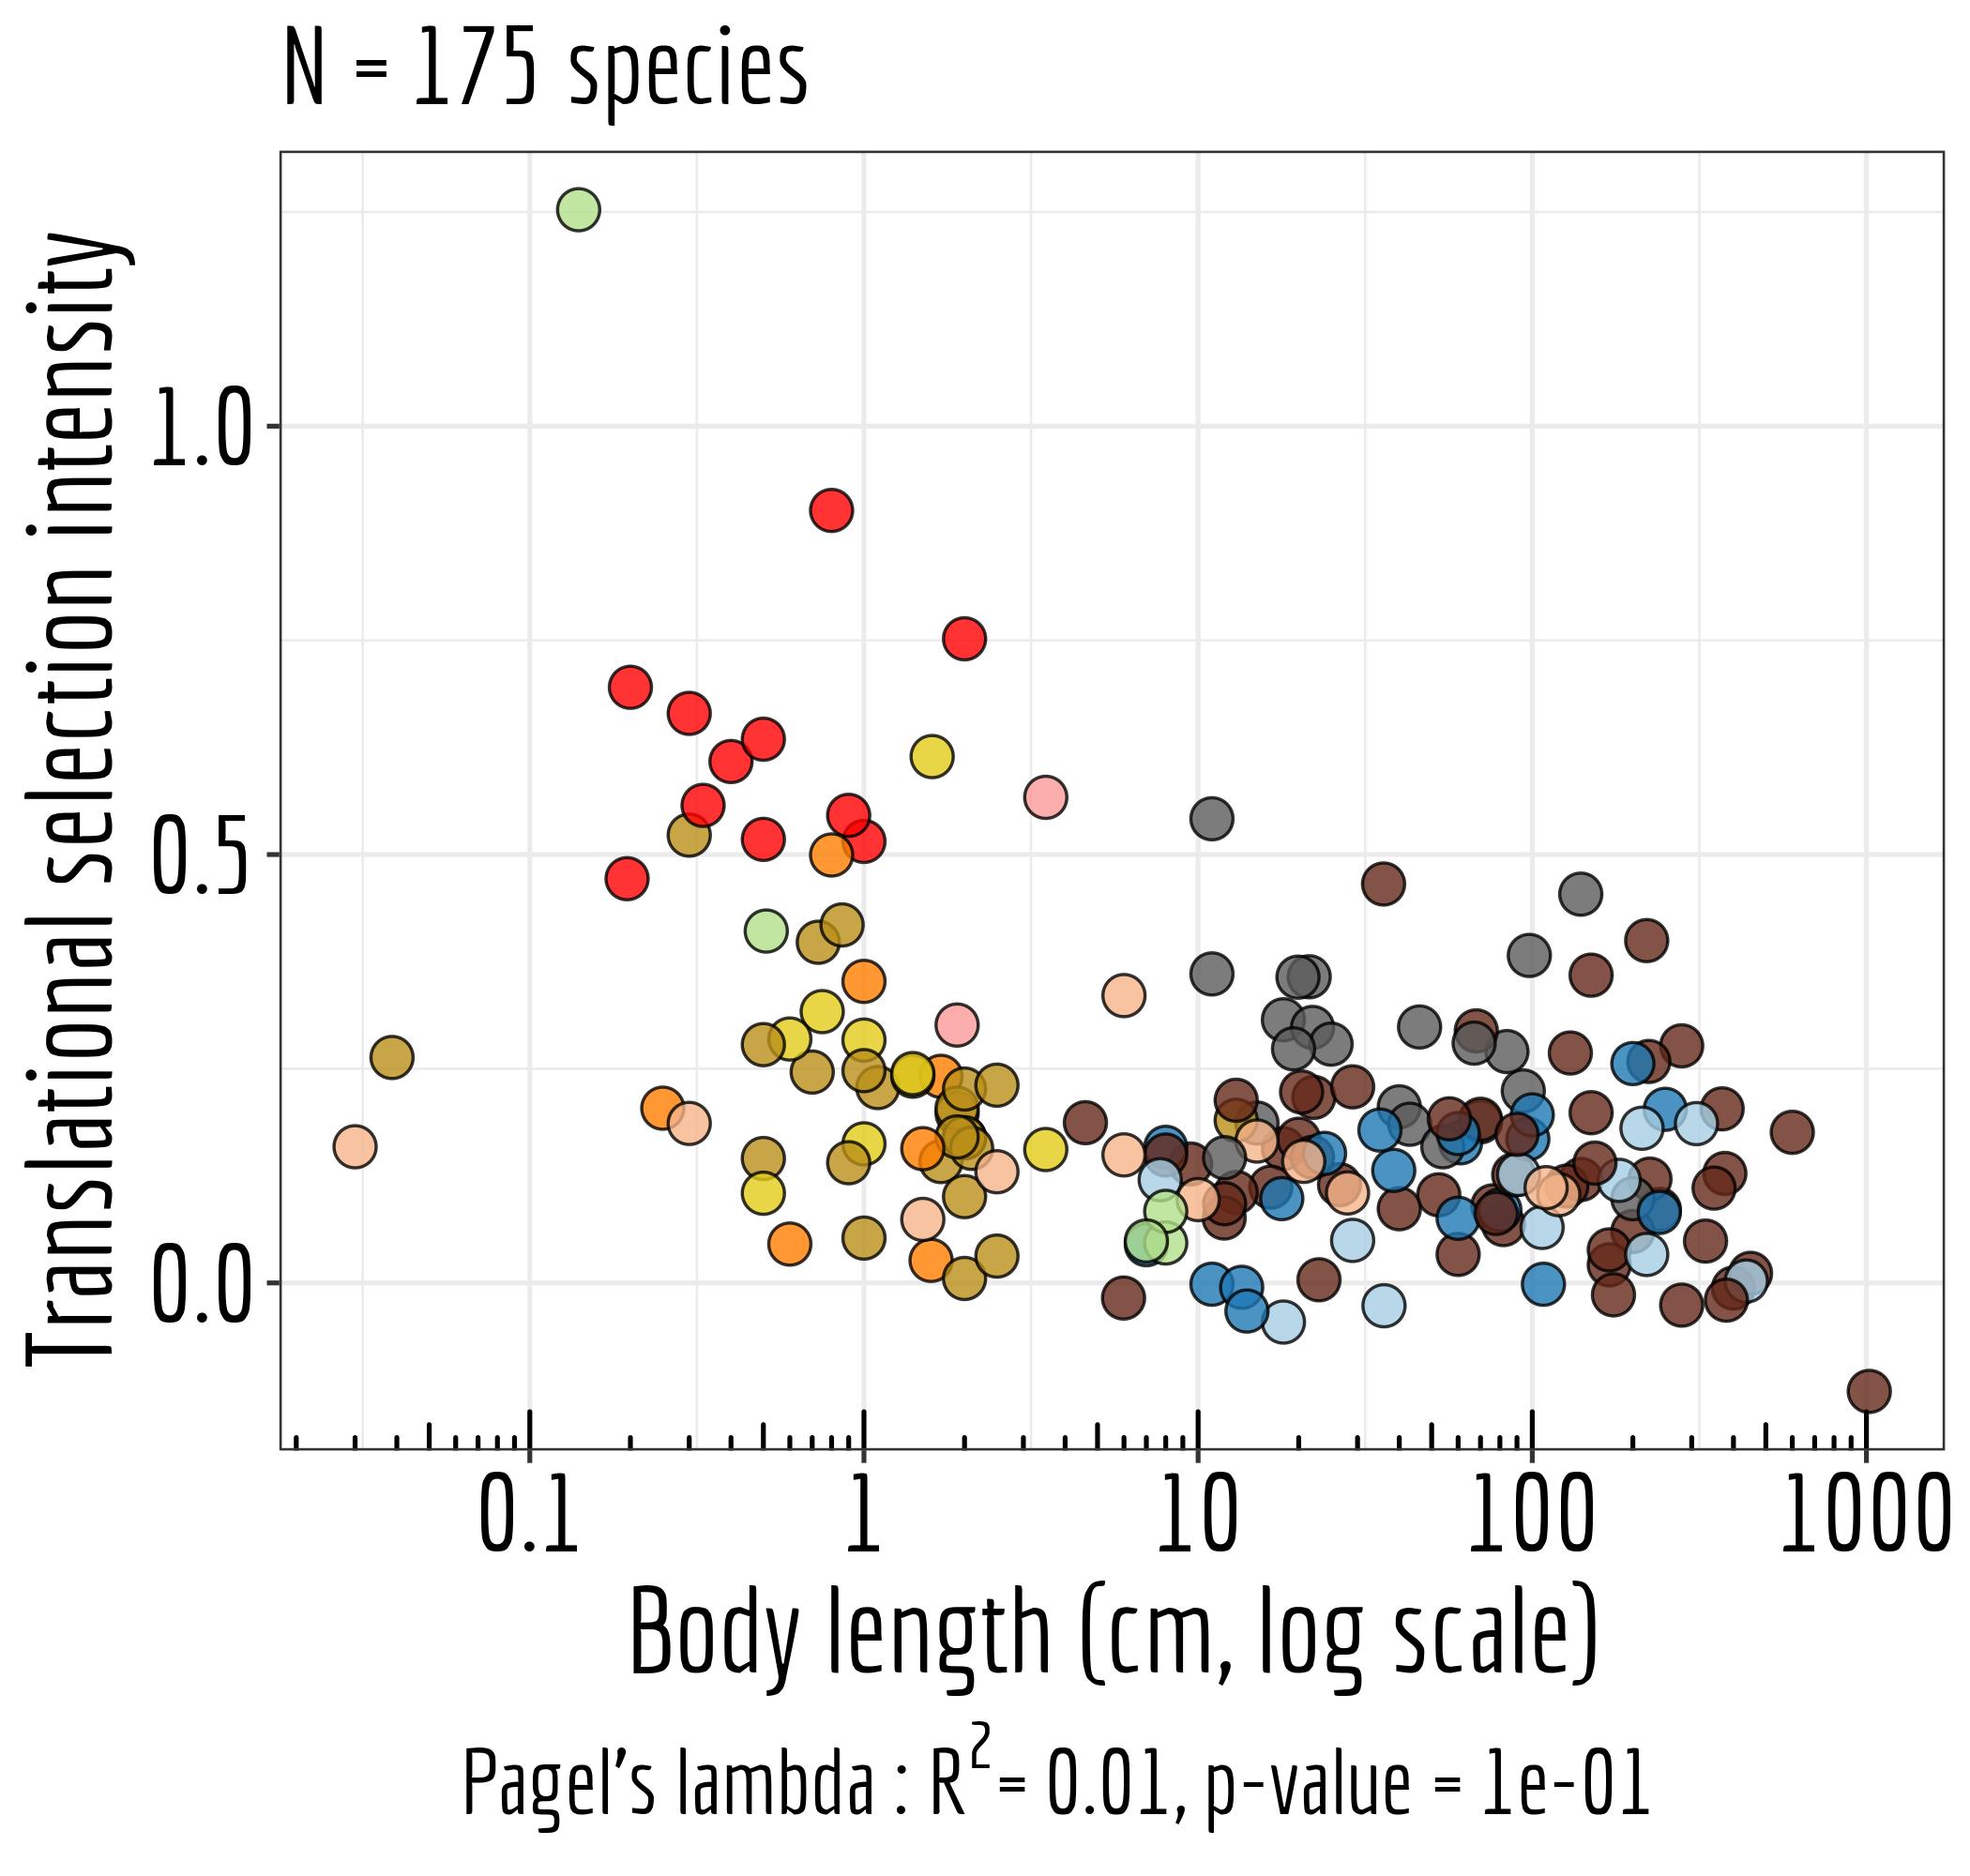 N = 175 species
Translational selection intensity
1.0
0.5
0.0
0.1 1 10 100 1000
Body length (cm, log scale)
Pagel's lambda : R² = 0.01, p-value = 1e-01